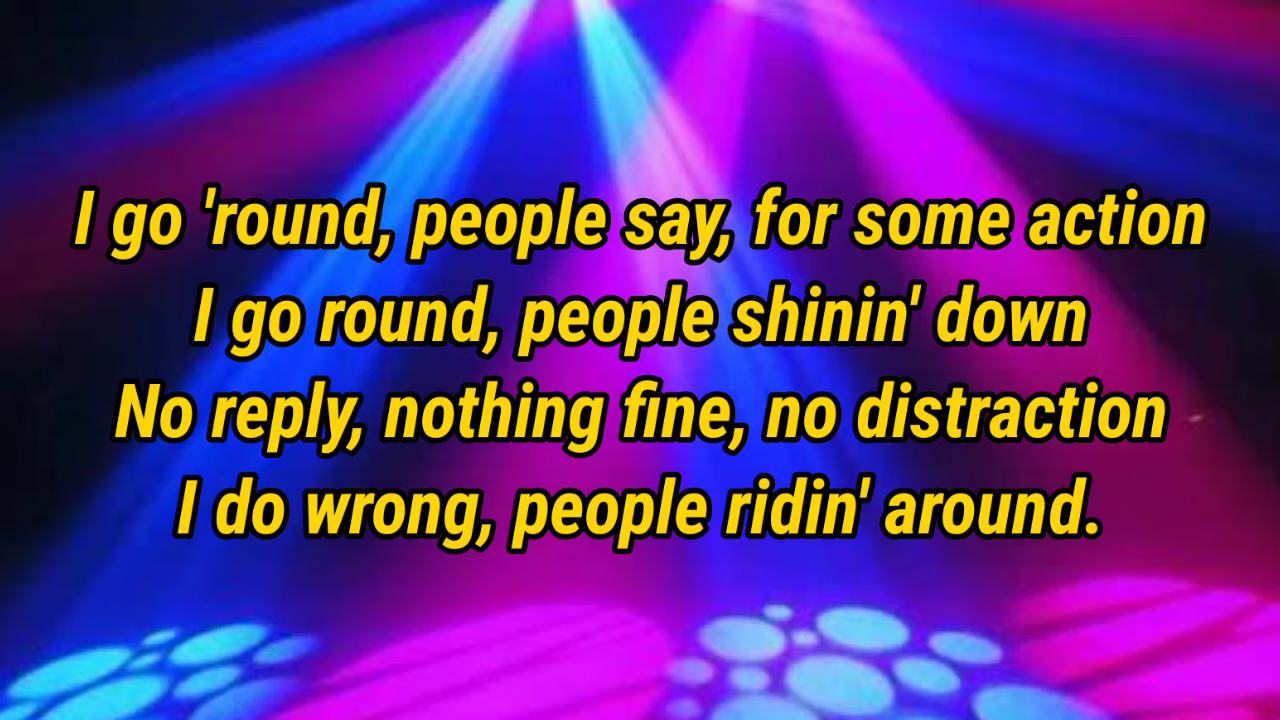 I go 'round, people say, for some action
I go round, people shinin' down
No reply, nothing fine, no distraction
I do wrong, people ridin' around.